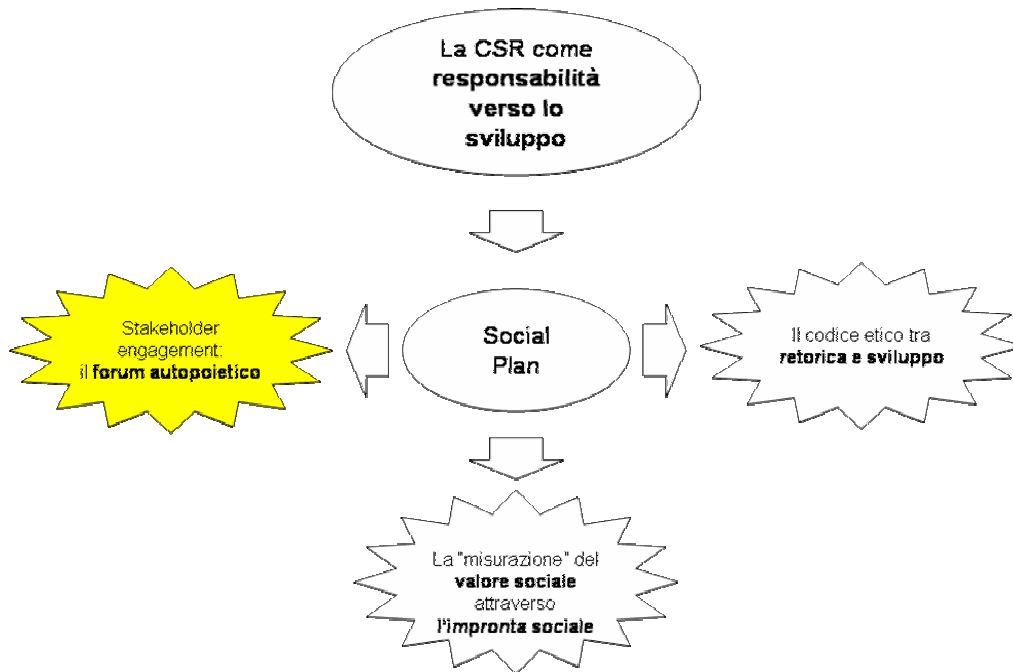 La CSR come
responsabilità
verso lo
sviluppo
Stakeholder
engagement:
il forum autopoietico
Social
Plan
Il codice etico tra
retorica e sviluppo
La "misurazione" del
valore sociale
attraverso
l'impronta sociale